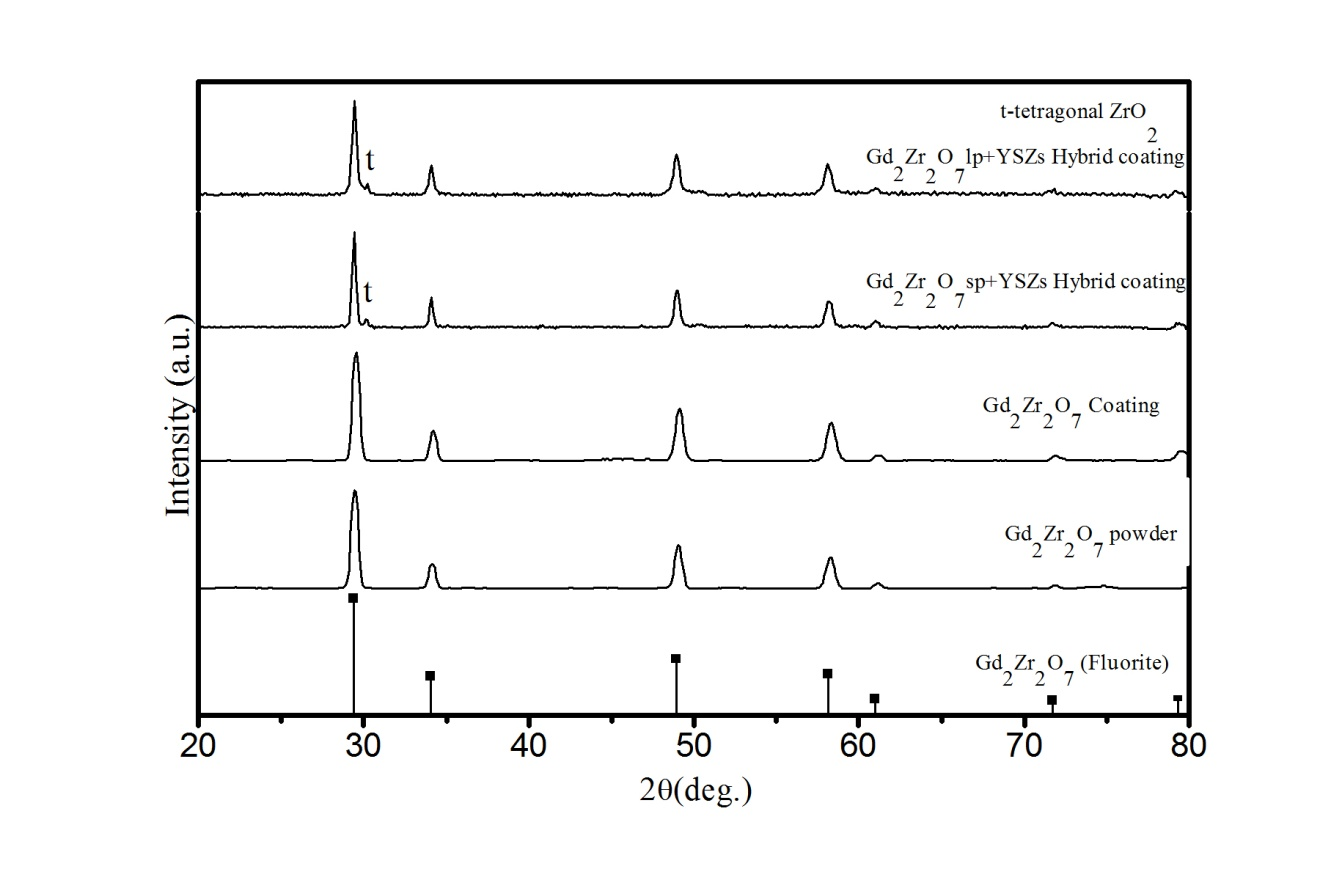 t-tetragonal ZrO2
t
Gd2Zr2O7lp+YSZs Hybrid coating
t
Gd2Zr2O7sp+YSZs Hybrid coating
Gd2Zr2O7 Coating
Gd2Zr2O7 powder
Gd2Zr2O7 (Fluorite)
Intensity (a.u.)
20 30 40 50 60 70 80
2θ(deg.)